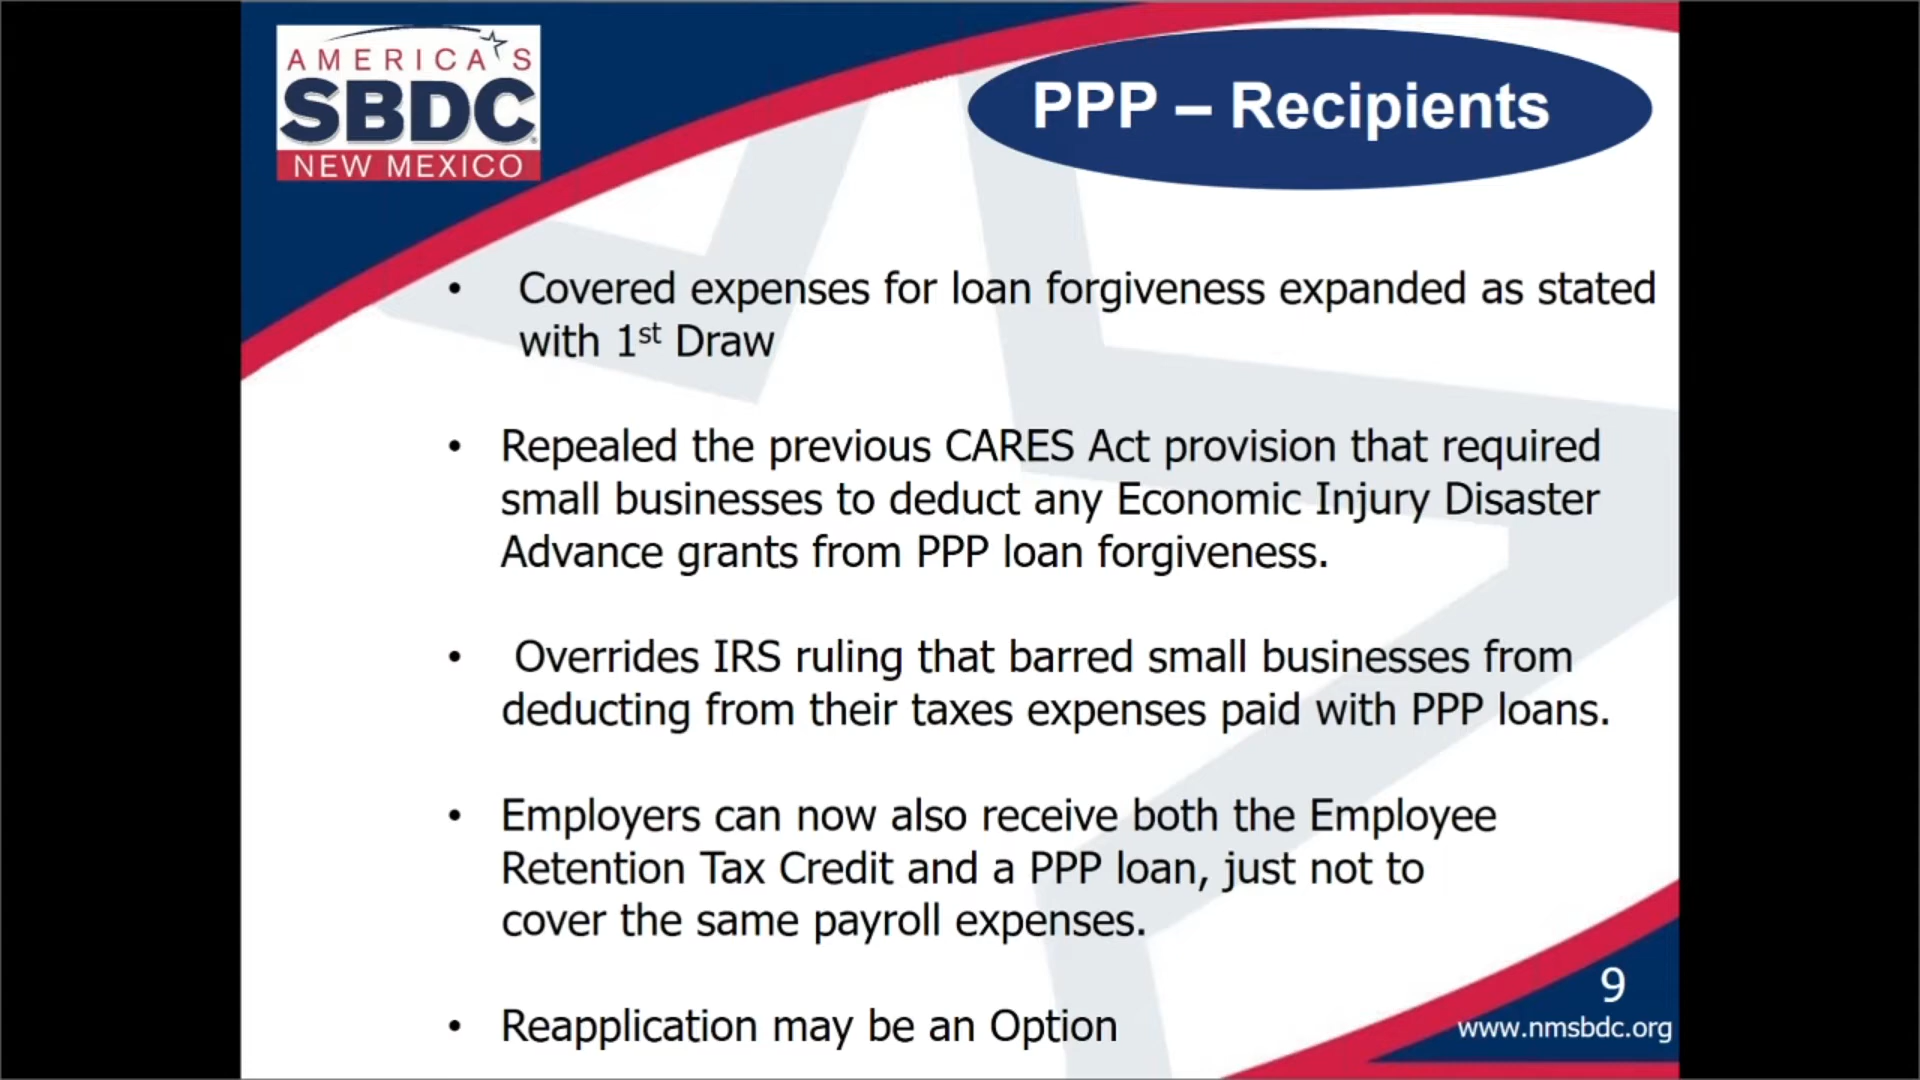 AMERICA'S
SBDC
NEW MEXICO
PPP – Recipients
• Covered expenses for loan forgiveness expanded as stated
with 1st Draw
• Repealed the previous CARES Act provision that required
small businesses to deduct any Economic Injury Disaster
Advance grants from PPP loan forgiveness.
• Overrides IRS ruling that barred small businesses from
deducting from their taxes expenses paid with PPP loans.
• Employers can now also receive both the Employee
Retention Tax Credit and a PPP loan, just not to
cover the same payroll expenses.
• Reapplication may be an Option
9
www.nmsbdc.org